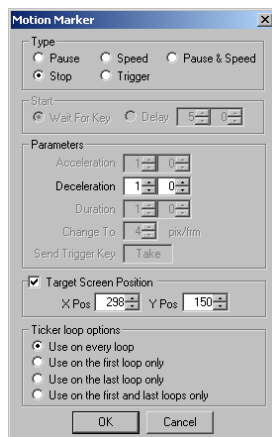 Motion Marker
Type
Pause Speed Pause & Speed
Stop Trigger
Start
Wait For Key Delay 5 0
Parameters
Acceleration 1 0
Deceleration 1 0
Duration 1 0
Change To 4 pix/frm
Send Trigger Key Take
Target Screen Position
X Pos 298 Y Pos 150
Ticker loop options
Use on every loop
Use on the first loop only
Use on the last loop only
Use on the first and last loops only
OK Cancel